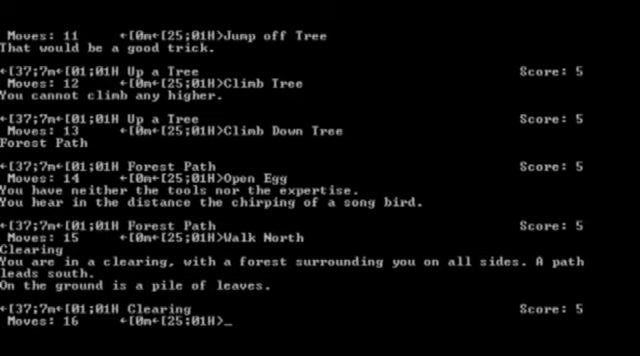 Moves: 11 ←[0m←[25;01H>Jump off Tree
That would be a good trick.
←[37;7m←[01;01H Up a Tree Score: 5
Moves: 12 ←[0m←[25;01H>Climb Tree
You cannot climb any higher.
←[37;7m←[01;01H Up a Tree Score: 5
Moves: 13 ←[0m←[25;01H>Climb Down Tree
Forest Path
←[37;7m←[01;01H Forest Path Score: 5
Moves: 14 ←[0m←[25;01H>Open Egg
You have neither the tools nor the expertise.
You hear in the distance the chirping of a song bird.
←[37;7m←[01;01H Forest Path Score: 5
Moves: 15 ←[0m←[25;01H>Walk North
Clearing
You are in a clearing, with a forest surrounding you on all sides. A path
leads south.
On the ground is a pile of leaves.
←[37;7m←[01;01H Clearing Score: 5
Moves: 16 ←[0m←[25;01H>_